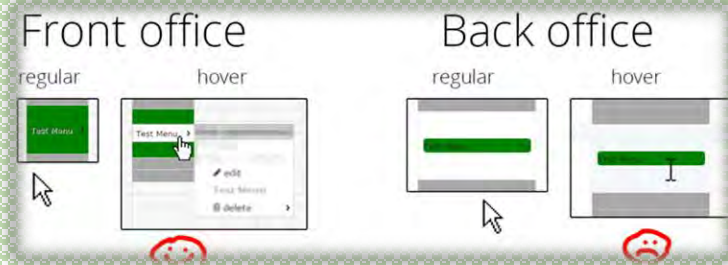 Front office
Back office
regular
hover
regular
hover
Test Menu
Test Menu
edit
Test Menu
delete